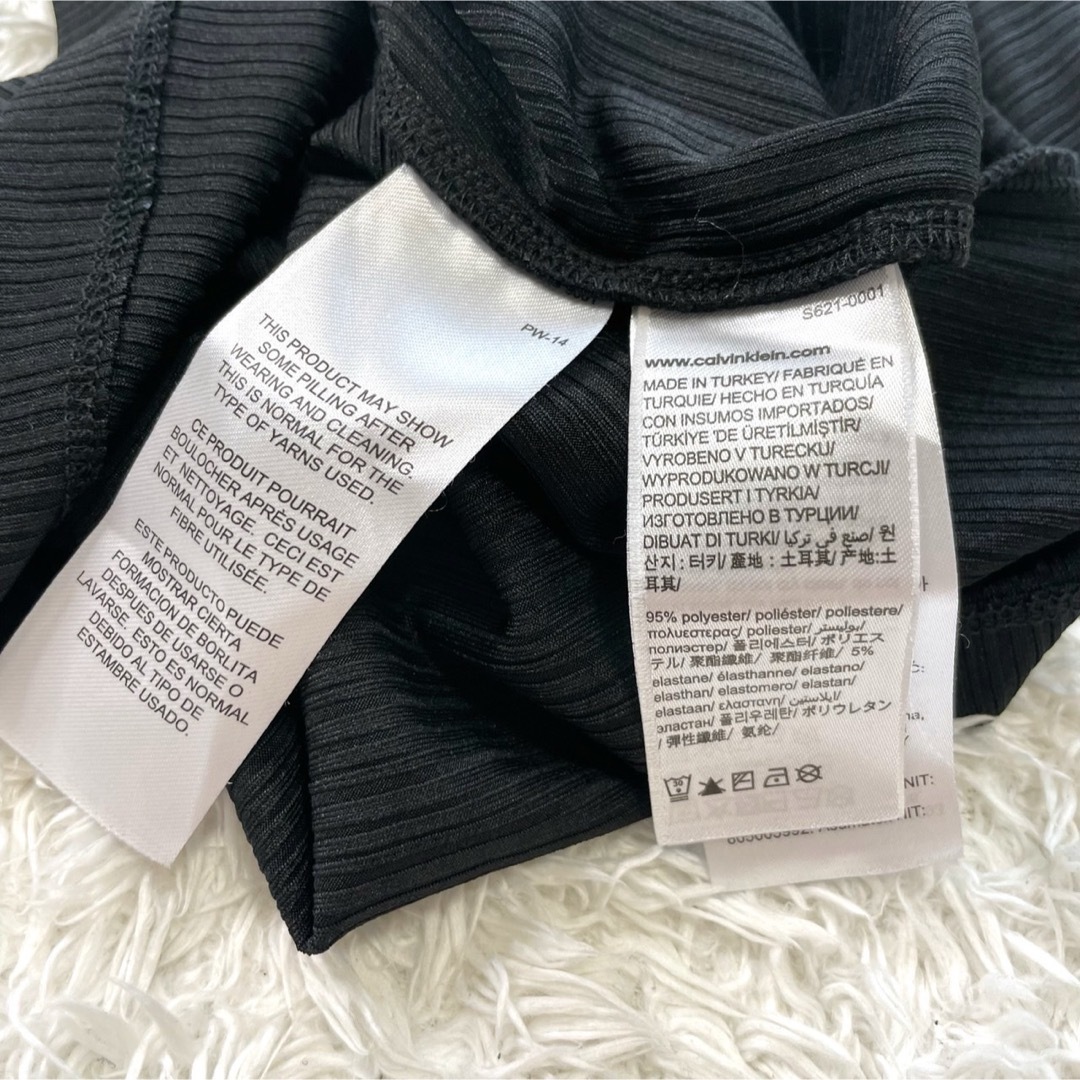 PW-14
THIS PRODUCT MAY SHOW
SOME PILLING AFTER
WEARING AND CLEANING.
THIS IS NORMAL FOR THE
TYPE OF YARNS USED.
CE PRODUIT POURRAIT
BOULOCHER APRÈS USAGE
ET NETTOYAGE. CECI EST
NORMAL POUR LE TYPE DE
FIBRE UTILISÉE.
ESTE PRODUCTO PUEDE
MOSTRAR CIERTA
FORMACION DE BORLITA
DESPUES DE USARSE O
LAVARSE. ESTO ES NORMAL
DEBIDO AL TIPO DE
ESTAMBRE USADO.
S621-0001
www.calvinklein.com
MADE IN TURKEY/ FABRIQUÉ EN
TURQUIE/ HECHO EN TURQUÍA
CON INSUMOS IMPORTADOS/
TÜRKİYE 'DE ÜRETİLMİŞTİR/
VYROBENO V TURECKU/
WYPRODUKOWANO W TURCJI/
PRODUSERT I TYRKIA/
ИЗГОТОВЛЕНО В ТУРЦИИ/
DIBUAT DI TURKI/ صنع في تركيا/ 원
산지 : 터키/ 產地 : 土耳其/ 产地:土
耳其/
95% polyester/ poliéster/ poliestere/
πολυεστερας/ poliester/ بوليستر/
полиэстер/ 폴리에스터/ ポリエス
テル/ 聚酯纖維/ 聚酯纤维/ 5%
elastane/ élasthanne/ elastano/
elasthan/ elastomero/ elastan/
elastaan/ ελαστανη/ ايلاستين/
эластан/ 폴리우레탄/ ポリウレタン
/ 彈性纖維/ 氨纶/
30
NIT:
NIT: